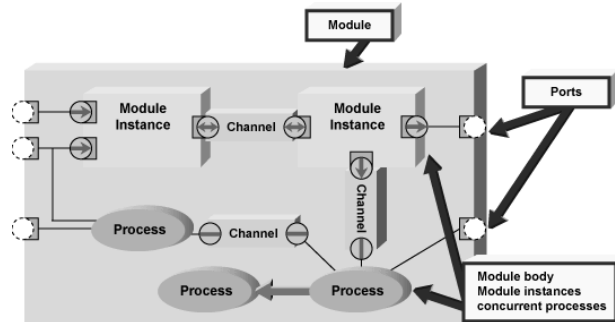 Module
Ports
Module
Instance
Channel
Module
Instance
Channel
Process
Channel
Process
Process
Module body
Module instances
concurrent processes